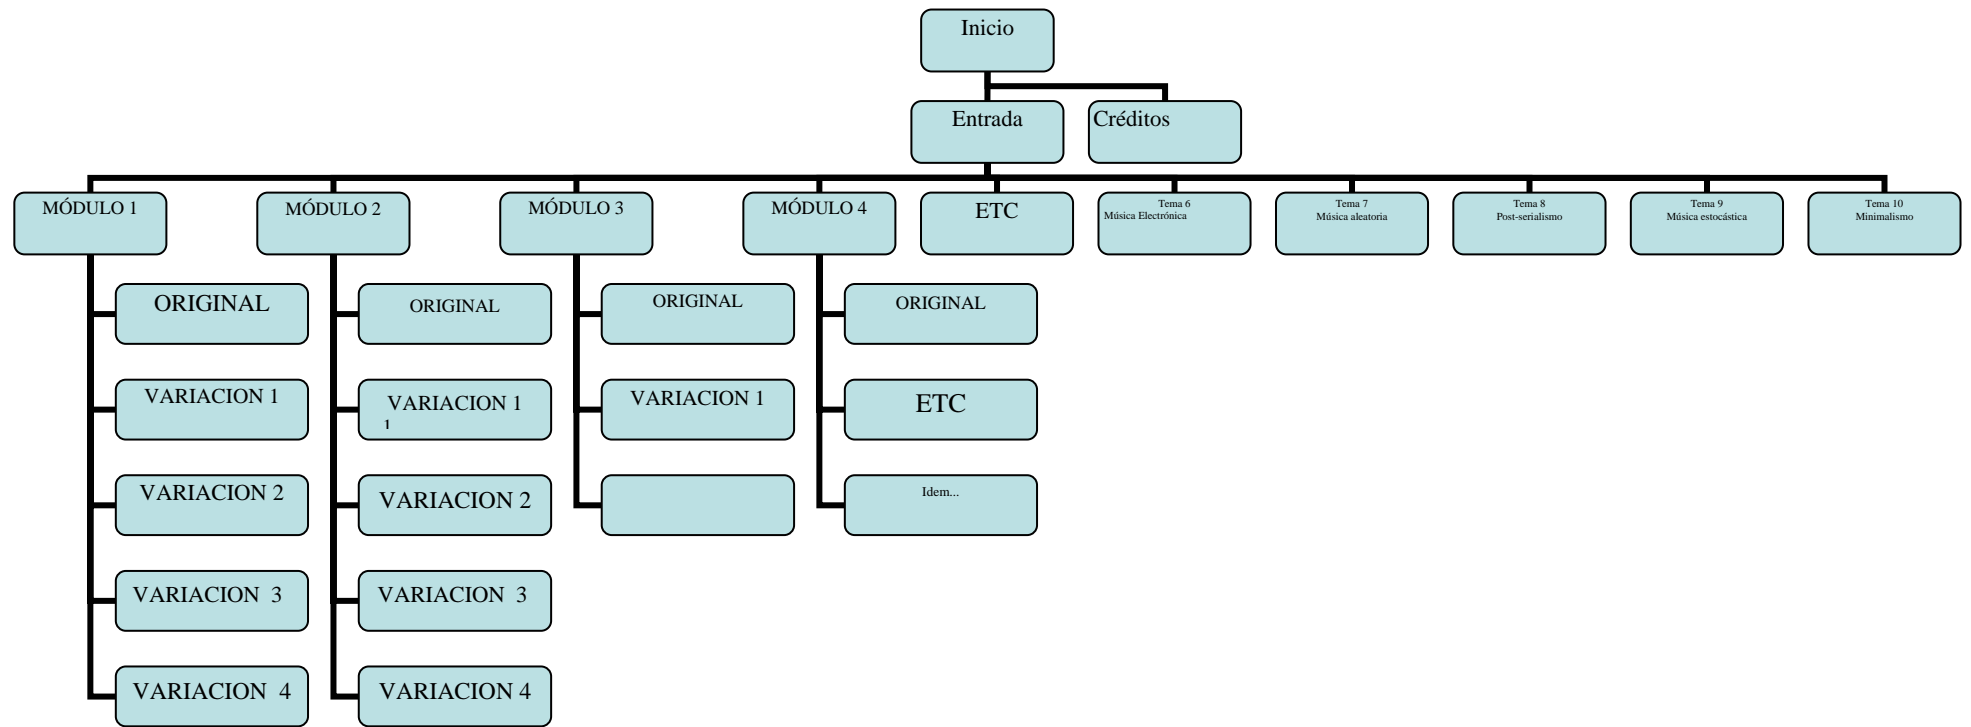 Inicio
Entrada
Créditos
MÓDULO 1
MÓDULO 2
MÓDULO 3
MÓDULO 4
ETC
Tema 6
Música Electrónica
Tema 7
Música aleatoria
Tema 8
Post-serialismo
Tema 9
Música estocástica
Tema 10
Minimalismo
ORIGINAL
ORIGINAL
ORIGINAL
ORIGINAL
VARIACION 1
VARIACION 1
1
VARIACION 1
ETC
VARIACION 2
VARIACION 2
Idem...
VARIACION 3
VARIACION 3
VARIACION 4
VARIACION 4